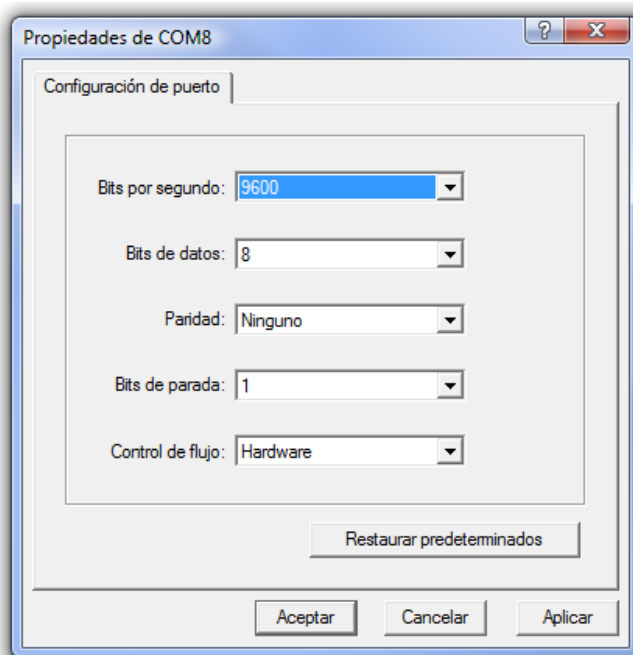 Propiedades de COM8
Configuración de puerto
Bits por segundo: 9600
Bits de datos: 8
Paridad: Ninguno
Bits de parada: 1
Control de flujo: Hardware
Restaurar predeterminados
Aceptar Cancelar Aplicar